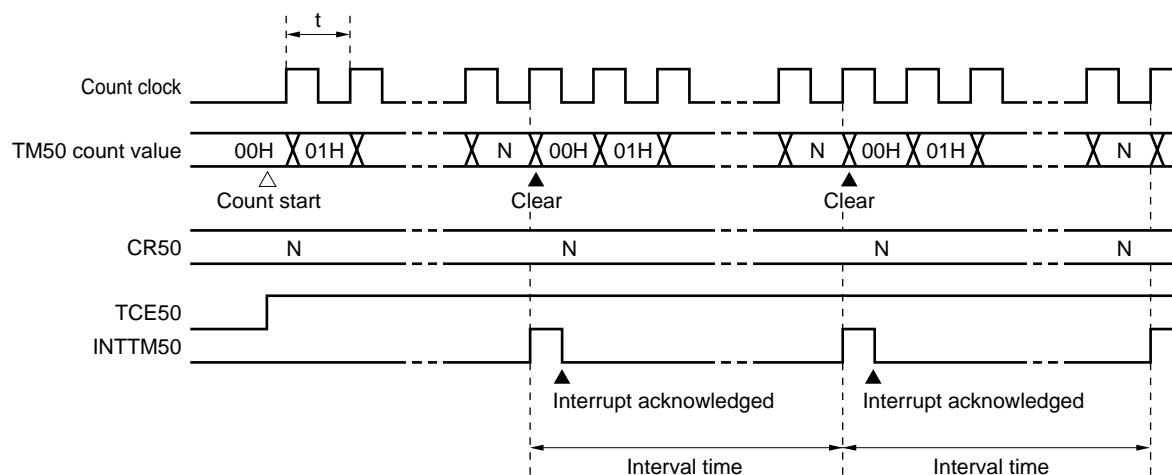 t
Count clock
TM50 count value 00H 01H N 00H 01H N 00H 01H N
Count start Clear Clear
CR50 N N N N
TCE50
INTTM50
Interrupt acknowledged Interrupt acknowledged
Interval time Interval time